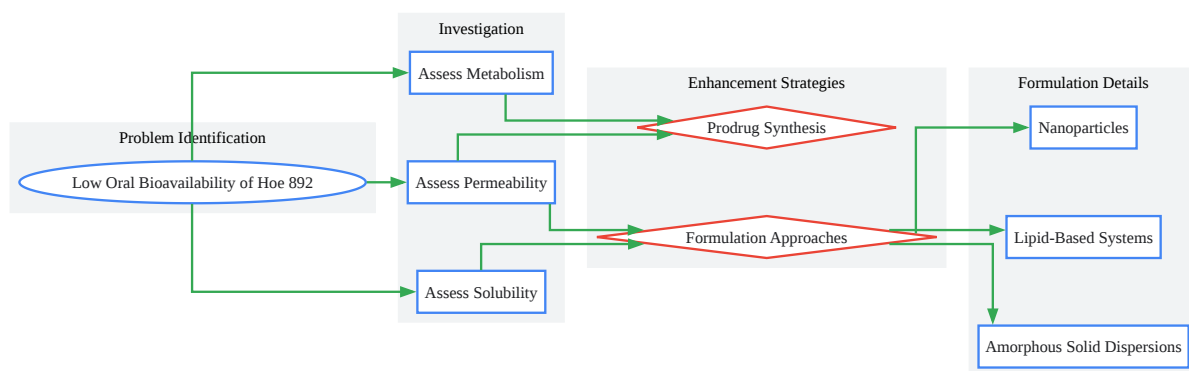 Problem Identification
Low Oral Bioavailability of Hoe 892
Investigation
Assess Metabolism
Assess Permeability
Assess Solubility
Enhancement Strategies
Prodrug Synthesis
Formulation Approaches
Formulation Details
Nanoparticles
Lipid-Based Systems
Amorphous Solid Dispersions